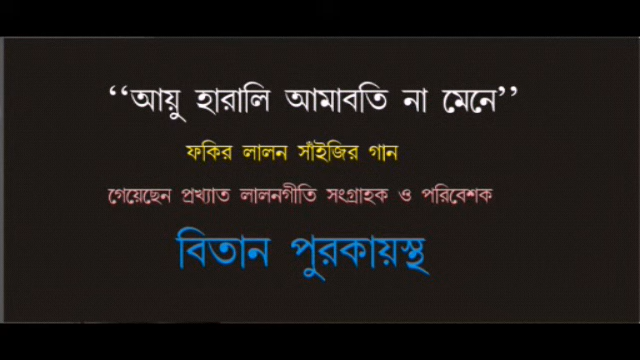 ‘‘আয়ু হারালি আমাবতি না মেনে’’
ফকির লালন সাঁইজির গান
গেয়েছেন প্রখ্যাত লালনগীতি সংগ্রাহক ও পরিবেশক
বিতান পুরকায়স্থ